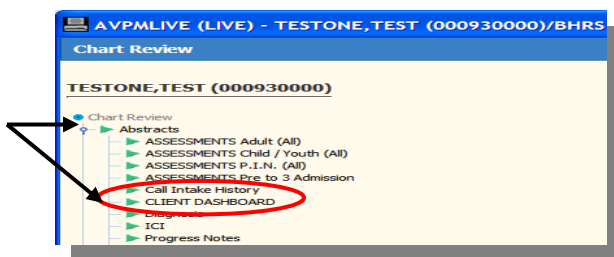 AVPMLIVE (LIVE) - TESTONE,TEST (000930000)/BHRS
Chart Review
TESTONE,TEST (000930000)
Chart Review
Abstracts
ASSESSMENTS Adult (All)
ASSESSMENTS Child / Youth (All)
ASSESSMENTS P.I.N. (All)
ASSESSMENTS Pre to 3 Admission
Call Intake History
CLIENT DASHBOARD
Diagnosis
ICI
Progress Notes